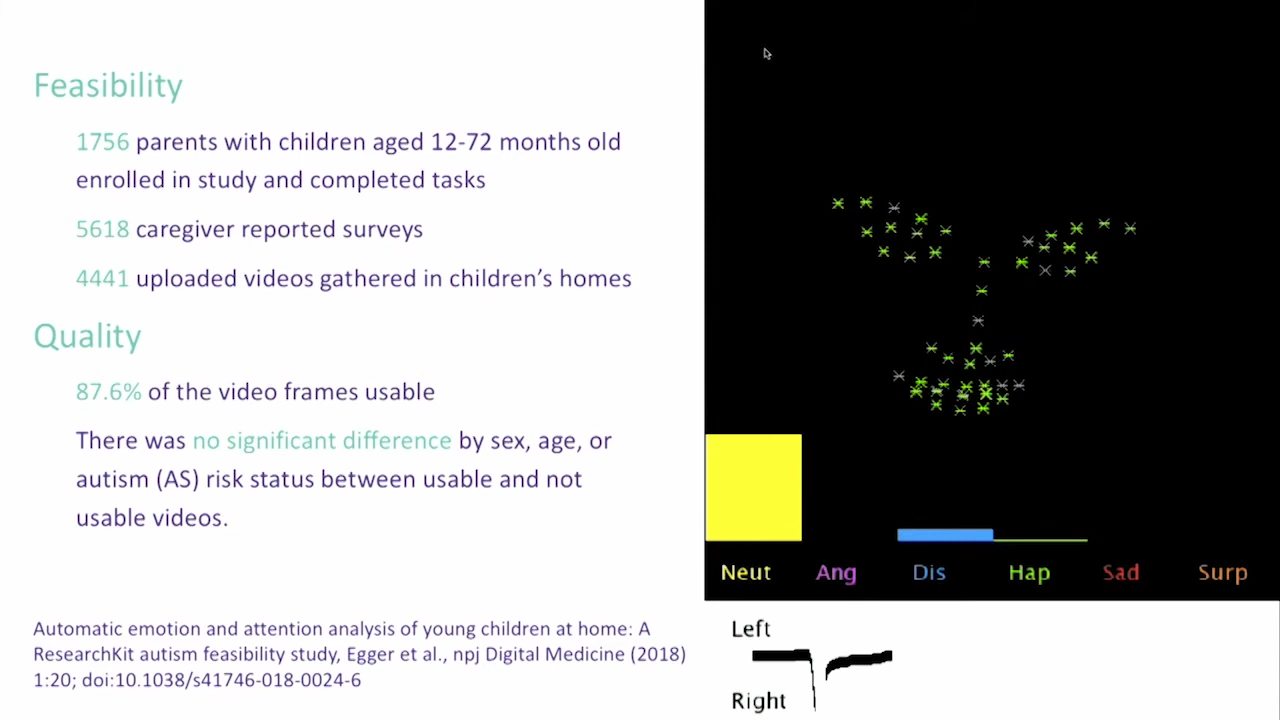 Feasibility
1756 parents with children aged 12-72 months old
enrolled in study and completed tasks
5618 caregiver reported surveys
4441 uploaded videos gathered in children’s homes
Quality
87.6% of the video frames usable
There was no significant difference by sex, age, or
autism (AS) risk status between usable and not
usable videos.
Automatic emotion and attention analysis of young children at home: A
ResearchKit autism feasibility study, Egger et al., npj Digital Medicine (2018)
1:20; doi:10.1038/s41746-018-0024-6
Neut Ang Dis Hap Sad Surp
Left
Right